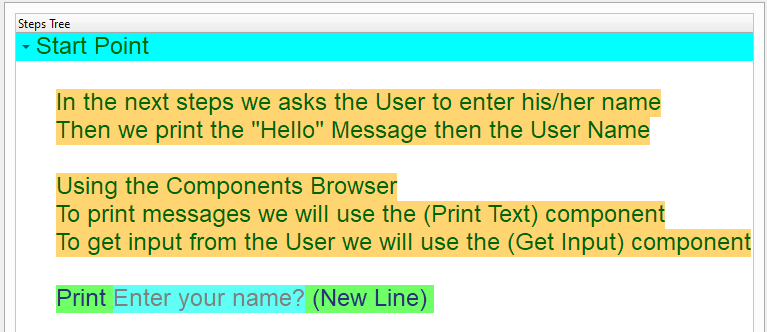 Steps Tree
Start Point
In the next steps we asks the User to enter his/her name
Then we print the "Hello" Message then the User Name
Using the Components Browser
To print messages we will use the (Print Text) component
To get input from the User we will use the (Get Input) component
Print Enter your name? (New Line)